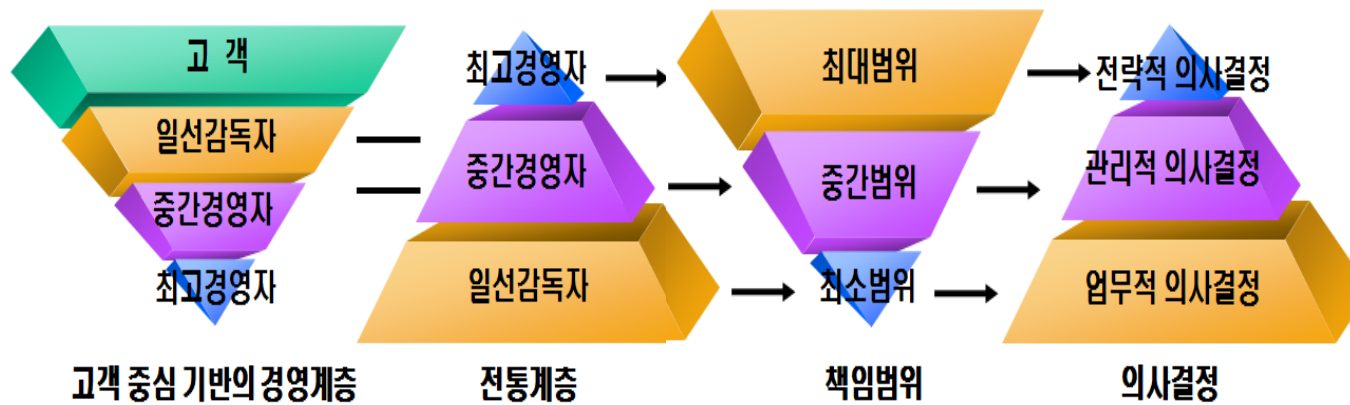 고 객
일선감독자
중간경영자
최고경영자
고객 중심 기반의 경영계층
최고경영자
중간경영자
일선감독자
전통계층
최대범위
중간범위
최소범위
책임범위
전략적 의사결정
관리적 의사결정
업무적 의사결정
의사결정